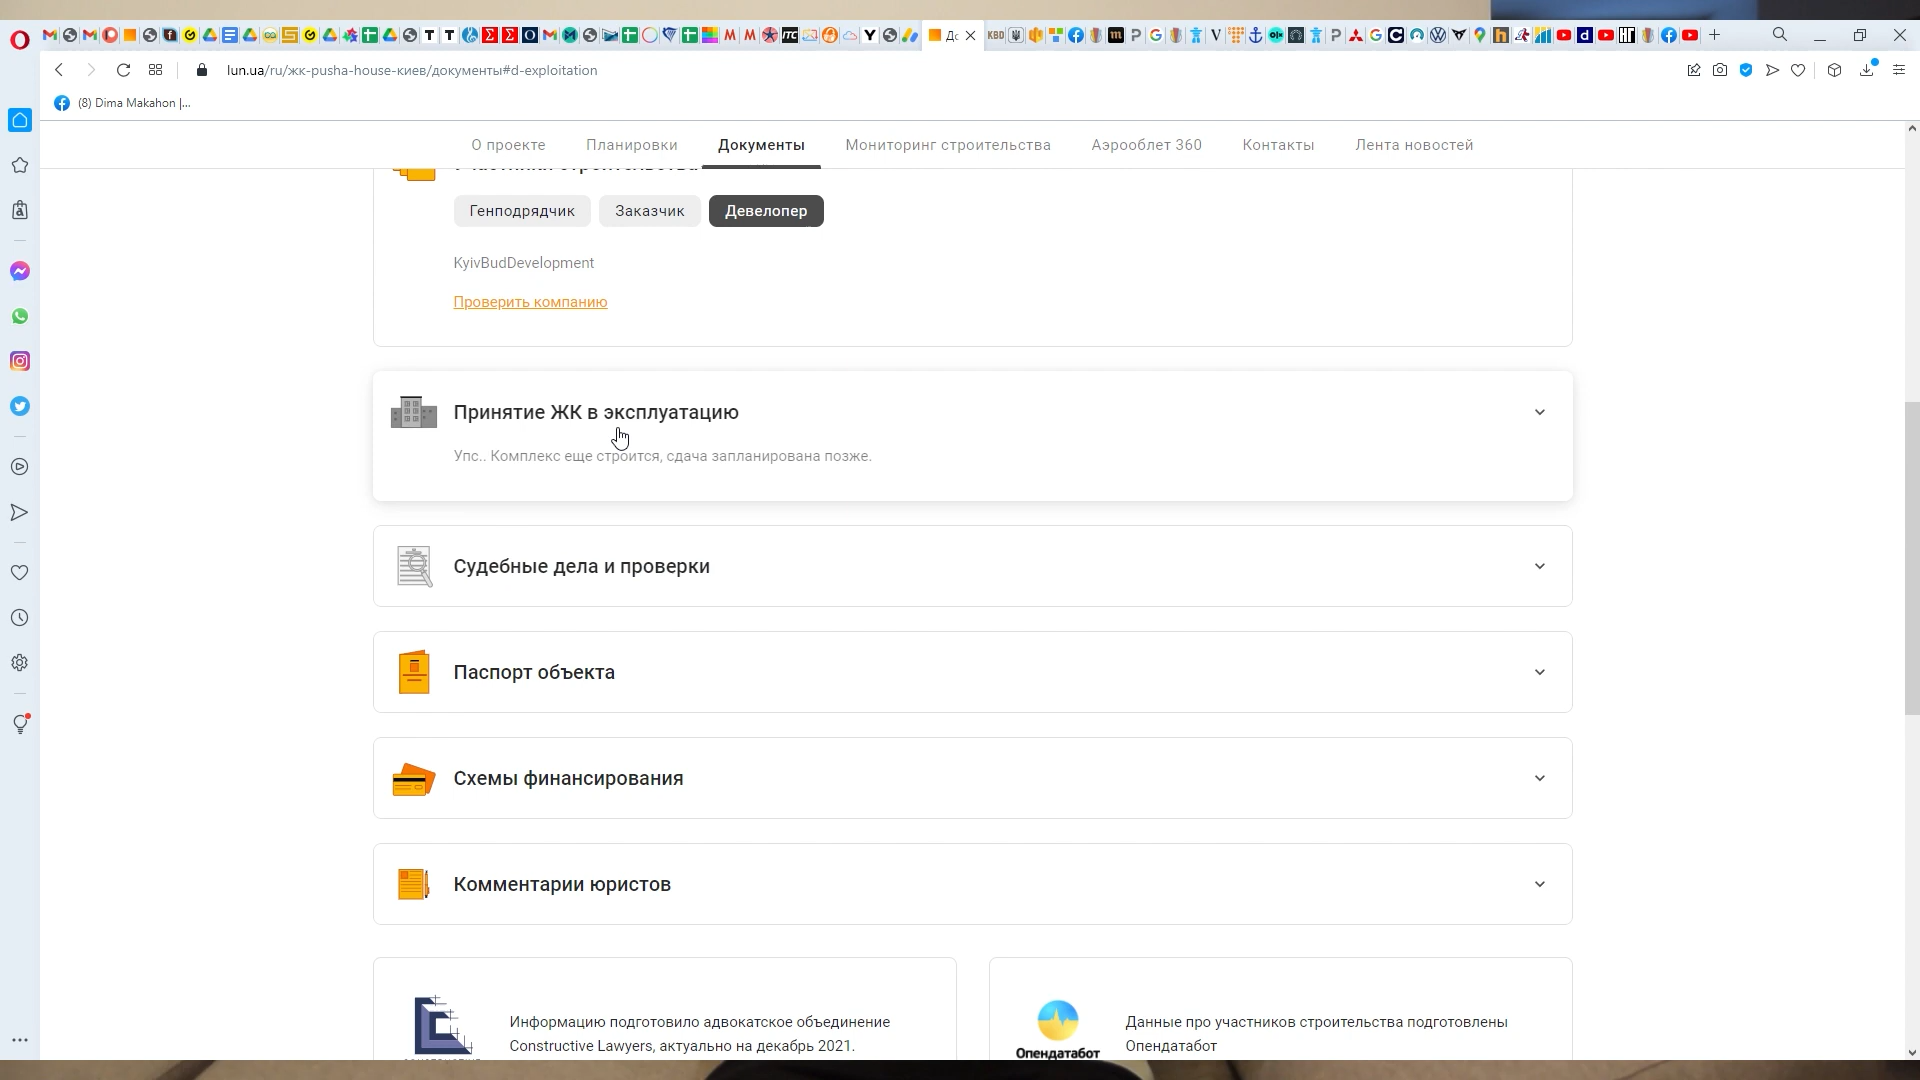 lun.ua/ru/жк-pusha-house-киев/документы#d-exploitation
(8) Dima Makahon |...
О проекте
Планировки
Документы
Мониторинг строительства
Аэрооблет 360
Контакты
Лента новостей
Генподрядчик
Заказчик
Девелопер
KyivBudDevelopment
Проверить компанию
Принятие ЖК в эксплуатацию
Упс.. Комплекс еще строится, сдача запланирована позже.
Судебные дела и проверки
Паспорт объекта
Схемы финансирования
Комментарии юристов
Информацию подготовило адвокатское объединение
Constructive Lawyers, актуально на декабрь 2021.
Опендатабот
Данные про участников строительства подготовлены
Опендатабот